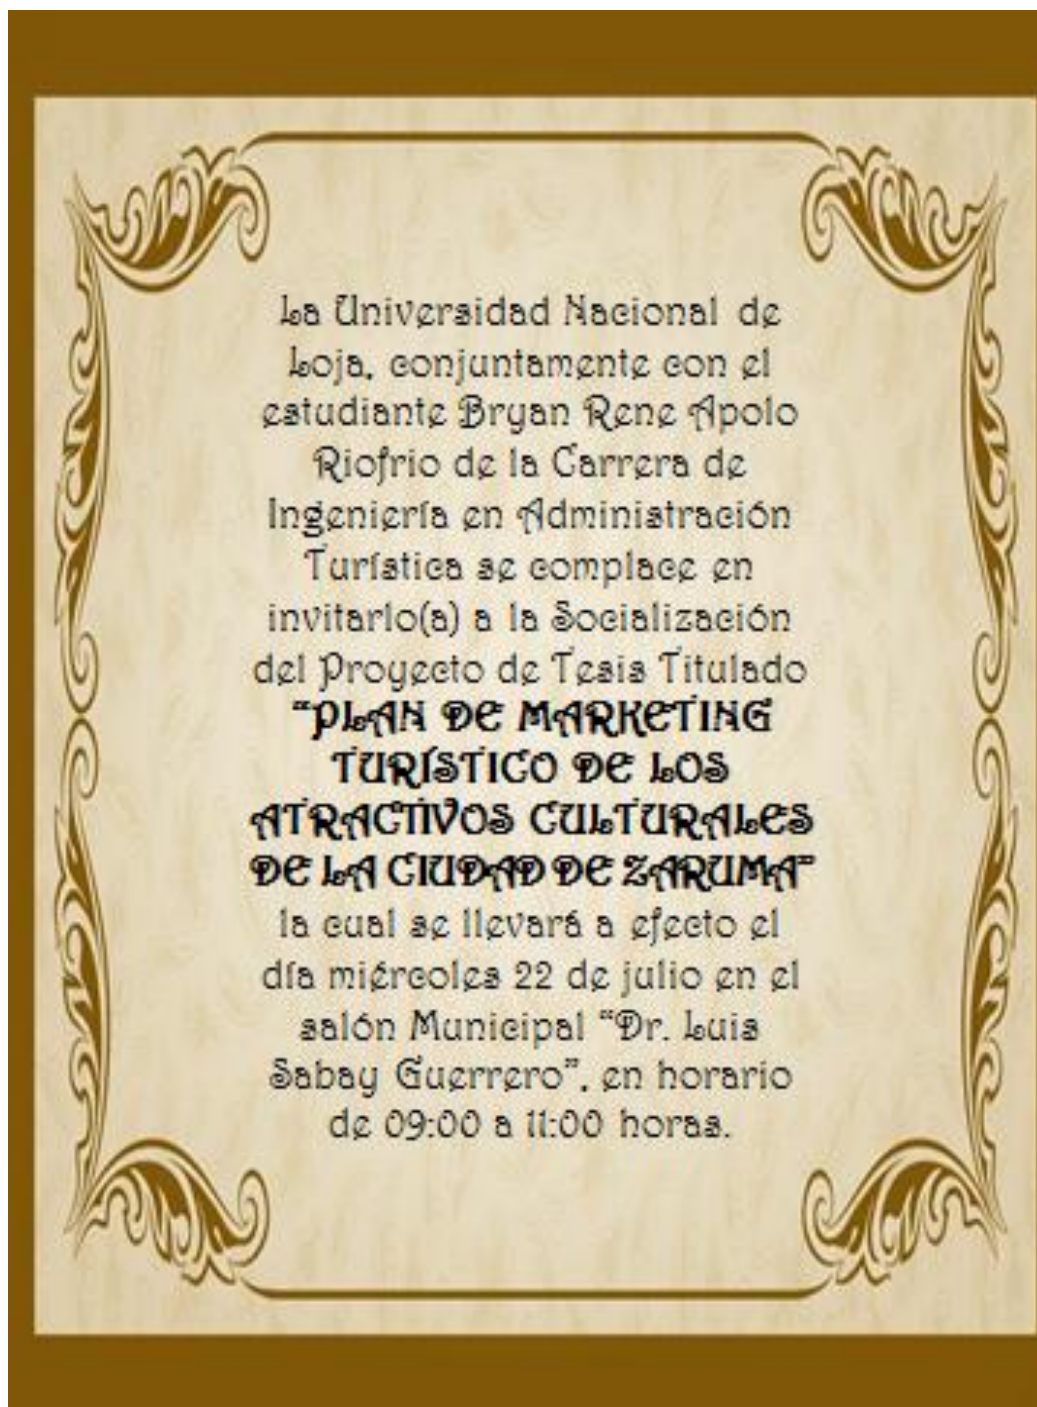 La Universidad Nacional de
Loja, conjuntamente con el
estudiante Bryan Rene Apolo
Riofrio de la Carrera de
Ingeniería en Administración
Turística se complace en
invitarlo(a) a la Socialización
del Proyecto de Tesis Titulado
“PLAN DE MARKETING
TURÍSTICO DE LOS
ATRACTIVOS CULTURALES
DE LA CIUDAD DE ZARUMA”
la cual se llevará a efecto el
día miércoles 22 de julio en el
salón Municipal “Dr. Luis
Sabay Guerrero”, en horario
de 09:00 a 11:00 horas.